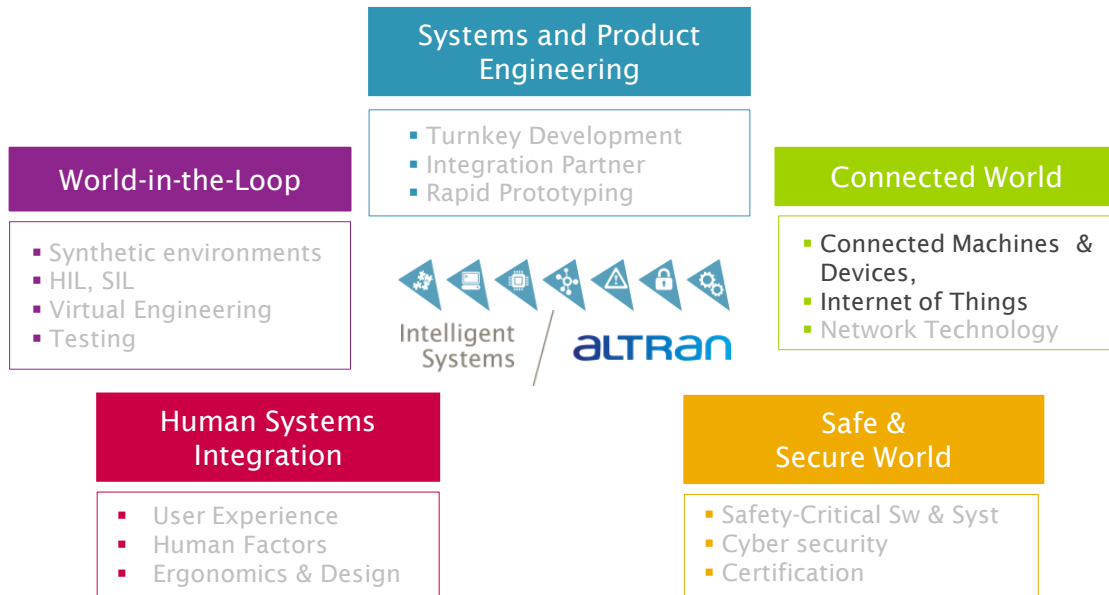 Systems and Product
Engineering
Turnkey Development
Integration Partner
Rapid Prototyping
World-in-the-Loop
Synthetic environments
HIL, SIL
Virtual Engineering
Testing
Connected World
Connected Machines &
Devices,
Internet of Things
Network Technology
Intelligent
Systems
aLTRan
Human Systems
Integration
User Experience
Human Factors
Ergonomics & Design
Safe &
Secure World
Safety-Critical Sw & Syst
Cyber security
Certification